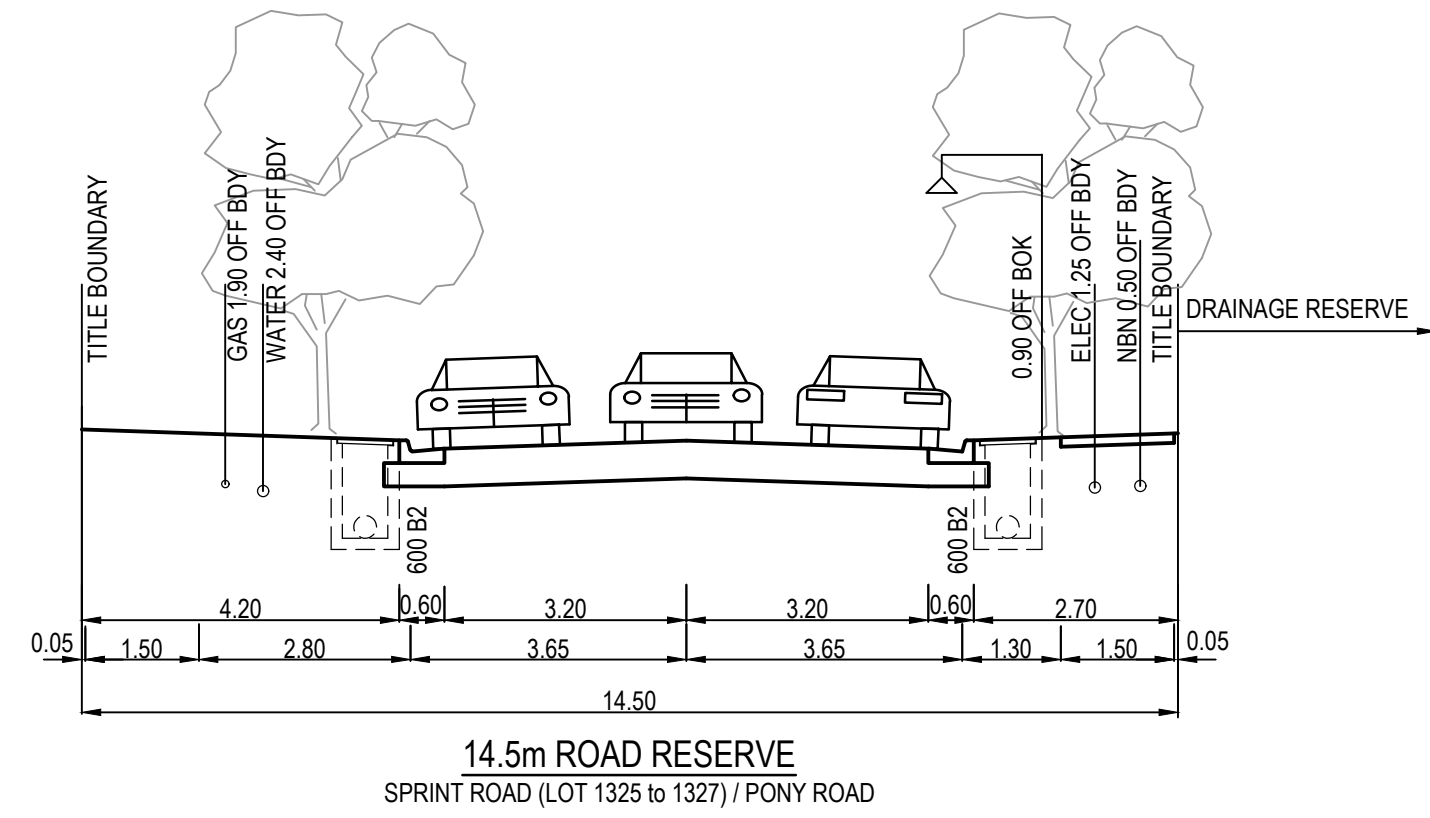 TITLE BOUNDARY
GAS 1.90 OFF BDY
WATER 2.40 OFF BDY
0.90 OFF BOK
ELEC 1.25 OFF BDY
NBN 0.50 OFF BDY
TITLE BOUNDARY
DRAINAGE RESERVE
600 B2
600 B2
4.20 0.60 3.20 3.20 0.60 2.70
0.05 1.50 2.80 3.65 3.65 1.30 1.50 0.05
14.50
14.5m ROAD RESERVE
SPRINT ROAD (LOT 1325 to 1327) / PONY ROAD